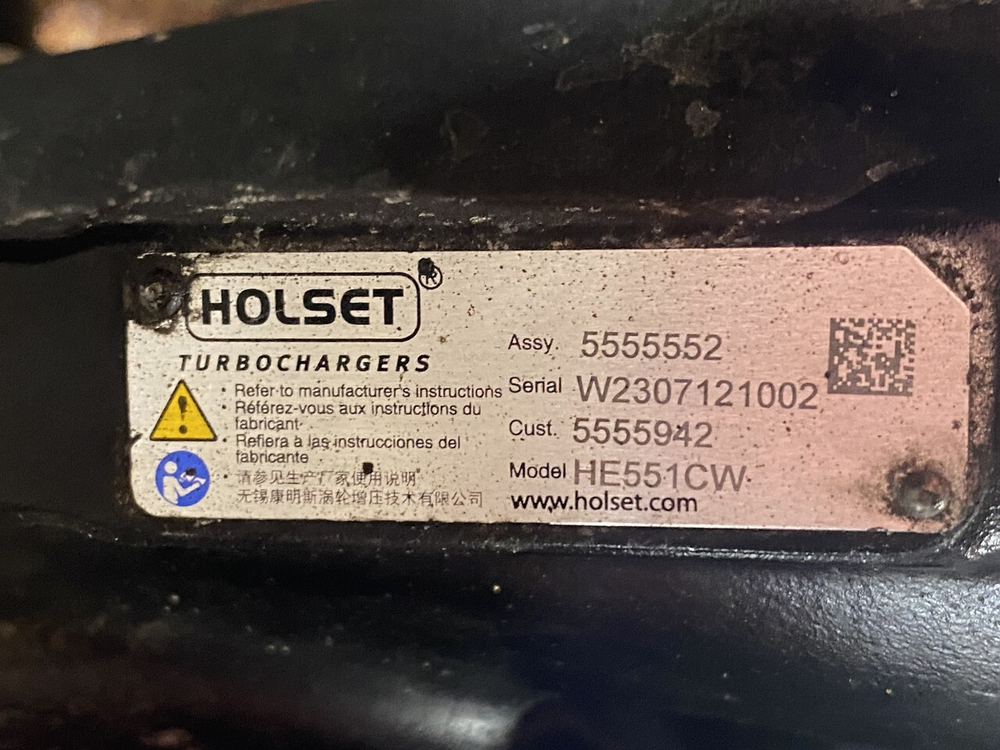 HOLSET®
TURBOCHARGERS
• Refer to manufacturer's instructions
• Référez-vous aux instructions du
fabricant
• Refiera a las instrucciones del
fabricante
• 请参见生产厂家使用说明
无锡康明斯涡轮增压技术有限公司
Assy. 5555552
Serial W2307121002
Cust. 5555942
Model HE551CW
www.holset.com